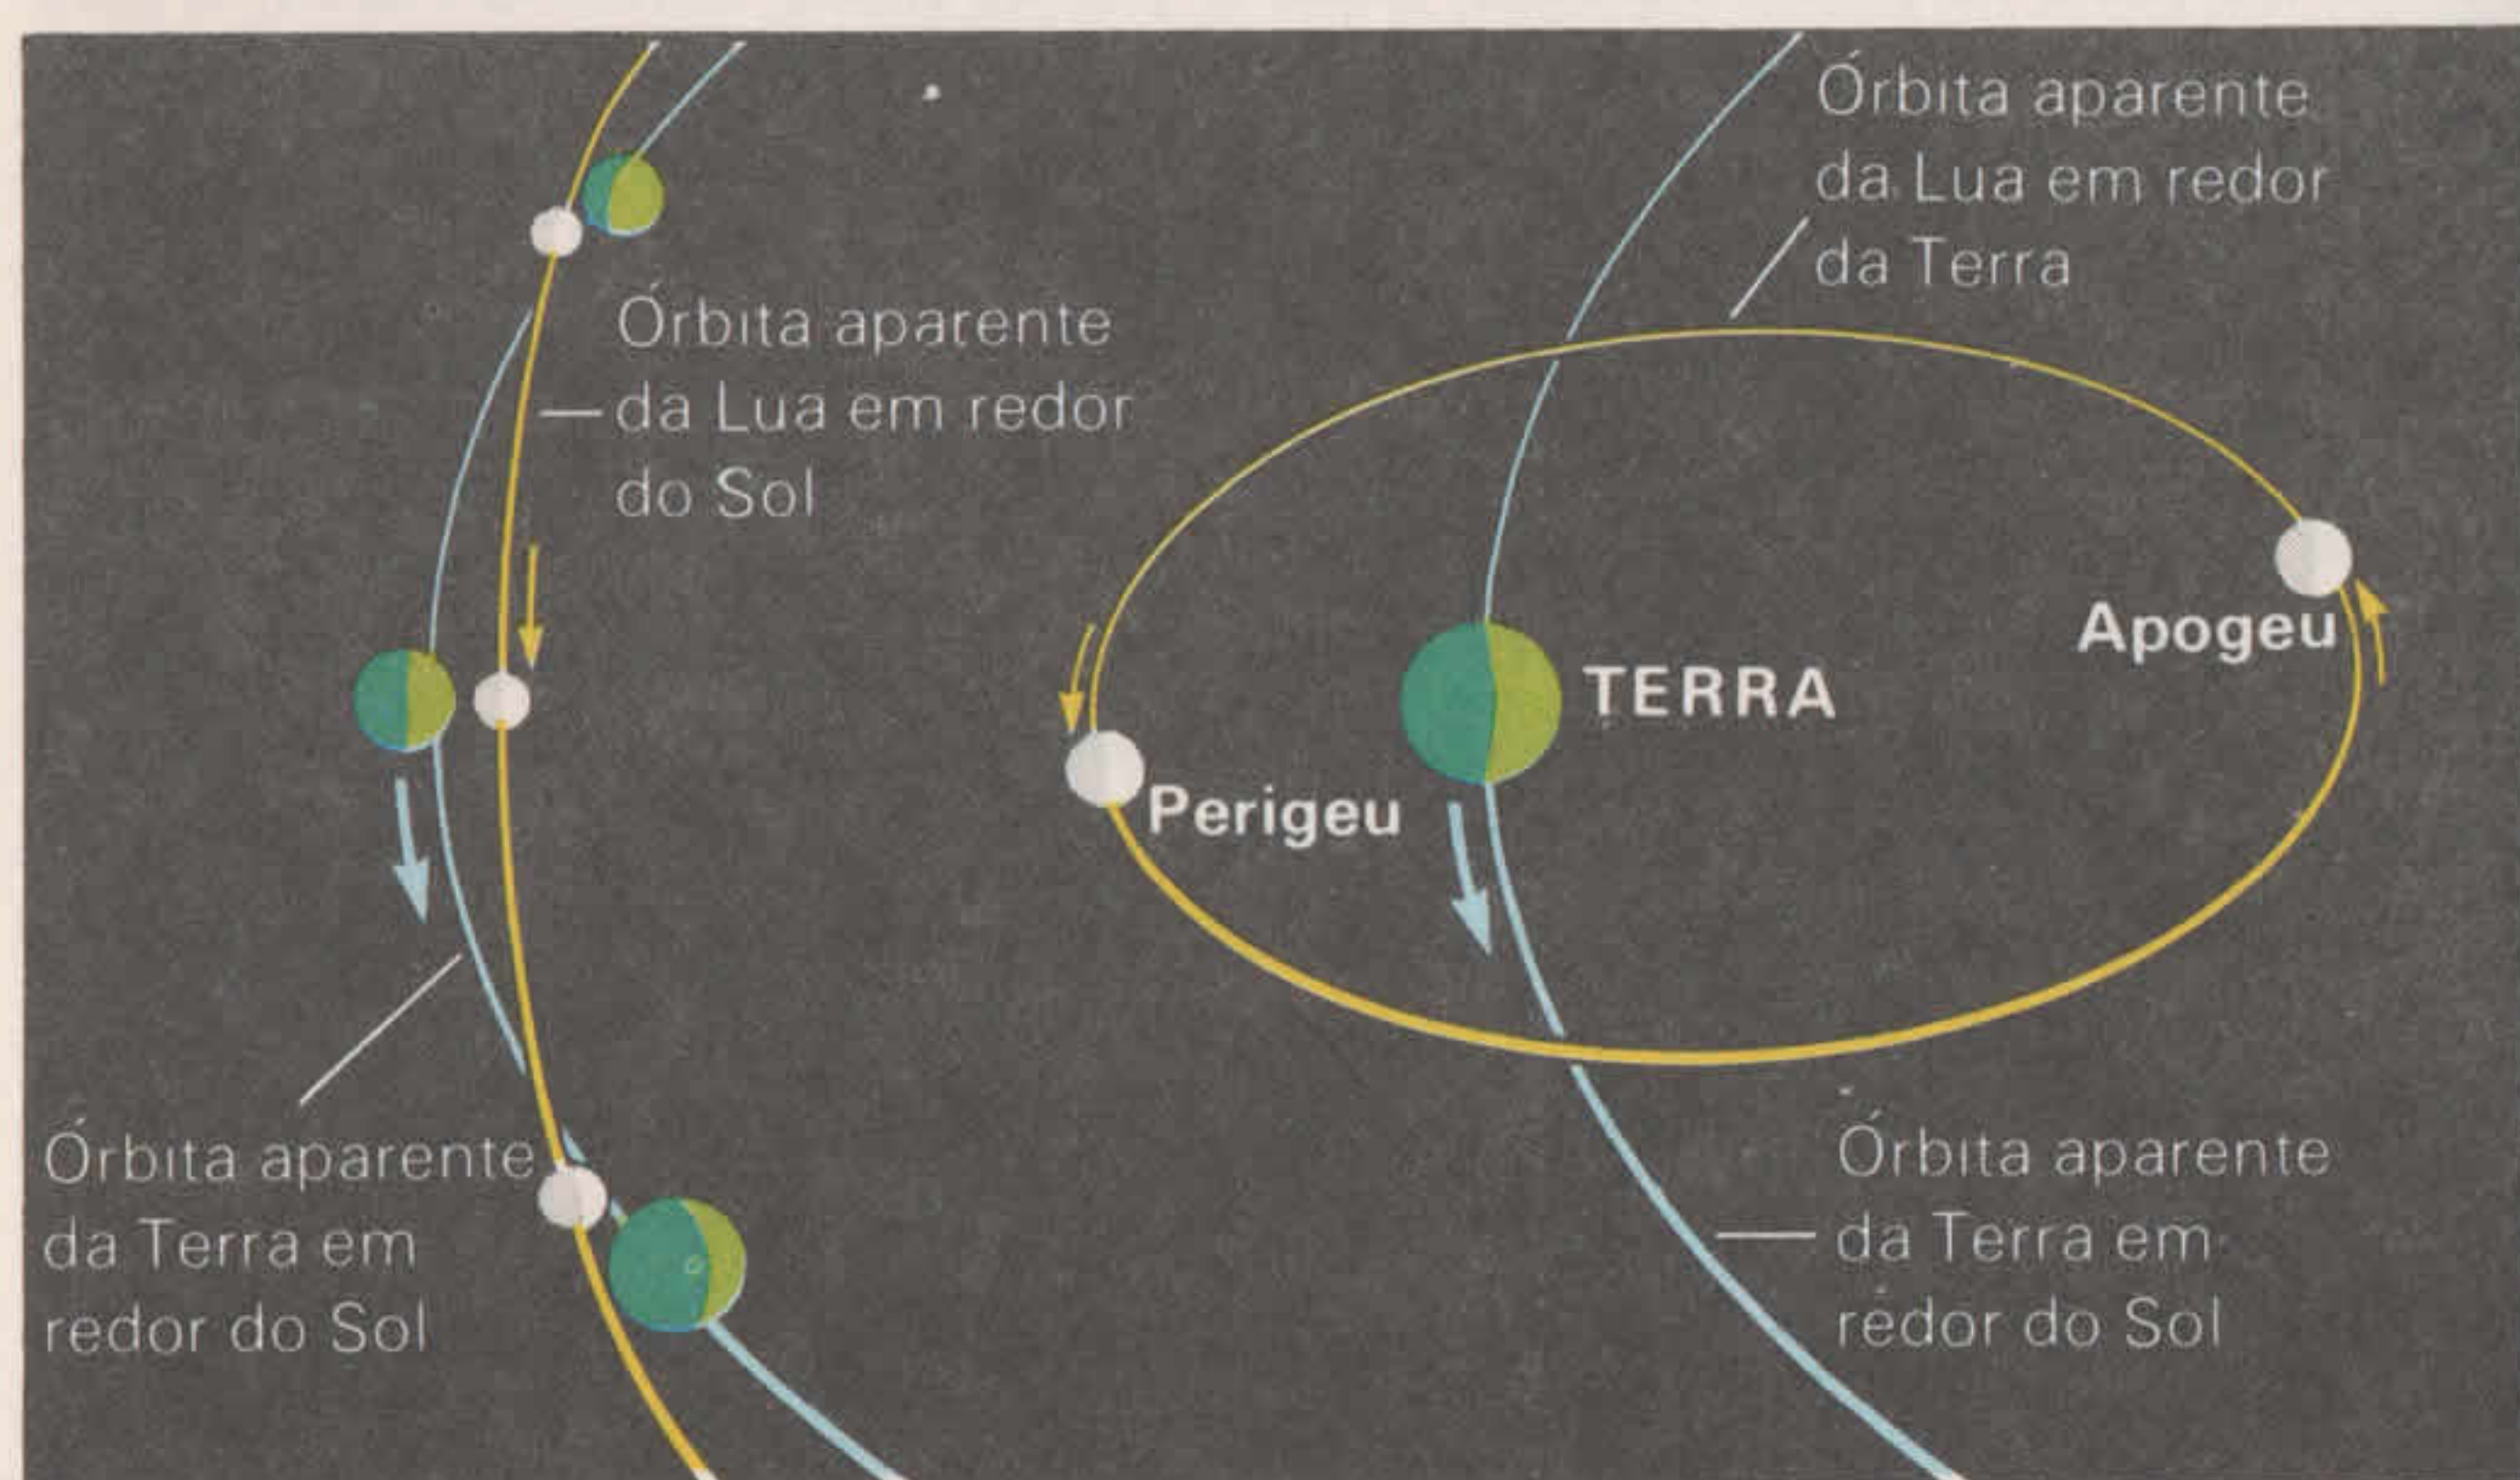 Órbita aparente
da Lua em redor
do Sol
Órbita aparente
da Terra em
redor do Sol
Órbita aparente
da Lua em redor
da Terra
Apogeu
TERRA
Perigeu
Órbita aparente
da Terra em
redor do Sol